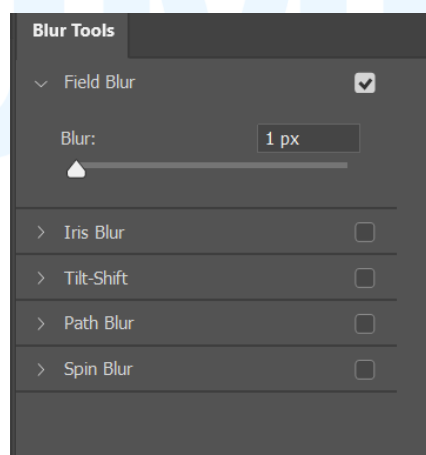 Blur Tools
Field Blur
Blur: 1 px
Iris Blur
Tilt-Shift
Path Blur
Spin Blur